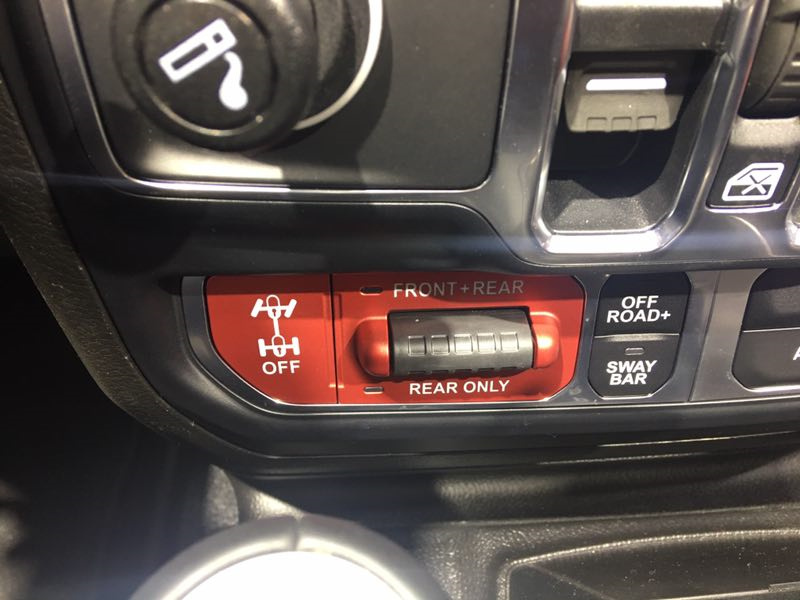 FRONT+REAR
OFF
REAR ONLY
OFF
ROAD+
SWAY
BAR
A